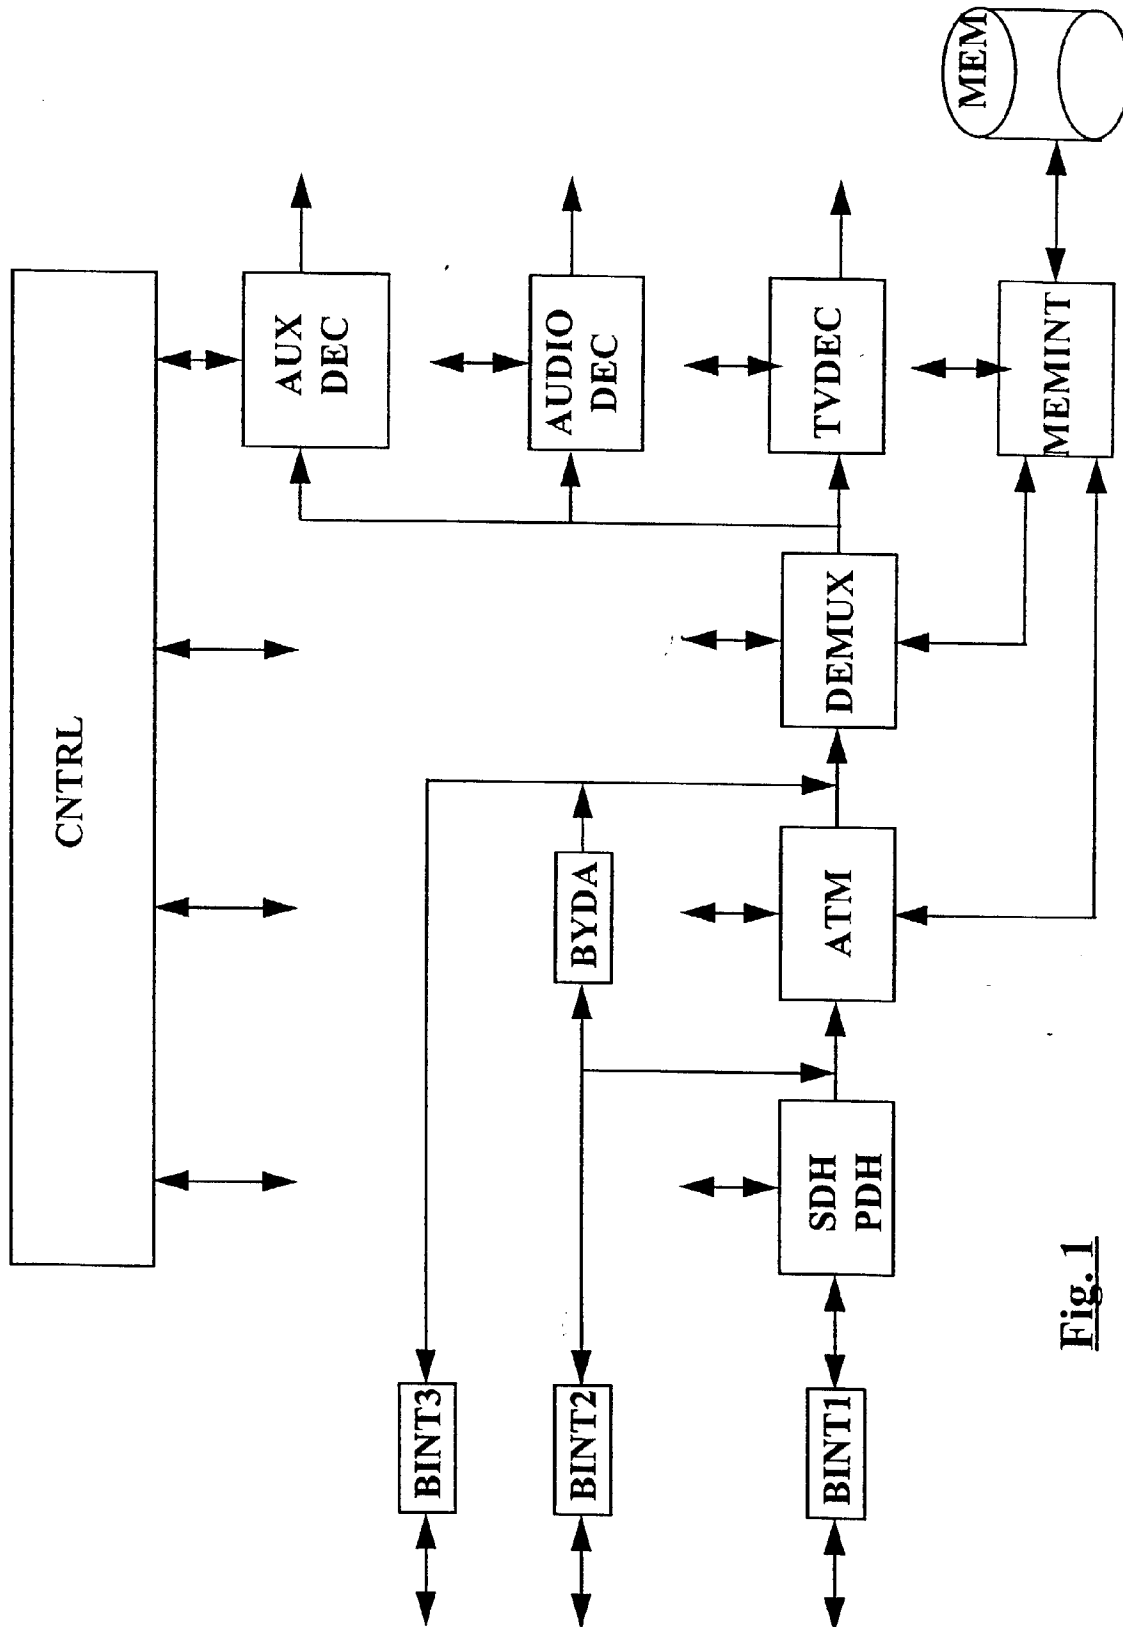 CNTRL
AUX
DEC
AUDIO
DEC
TVDEC
MEMINT
MEM
DEMUX
BYDA
ATM
SDH
PDH
BINT3
BINT2
BINT1
Fig. 1